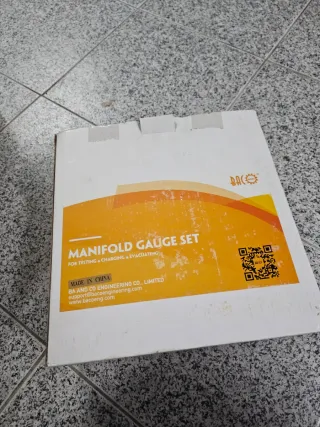 BACO
MANIFOLD GAUGE SET
FOR TESTING & CHARGING & EVACUATING
MADE IN CHINA
BA AND CO ENGINEERING CO., LIMITED